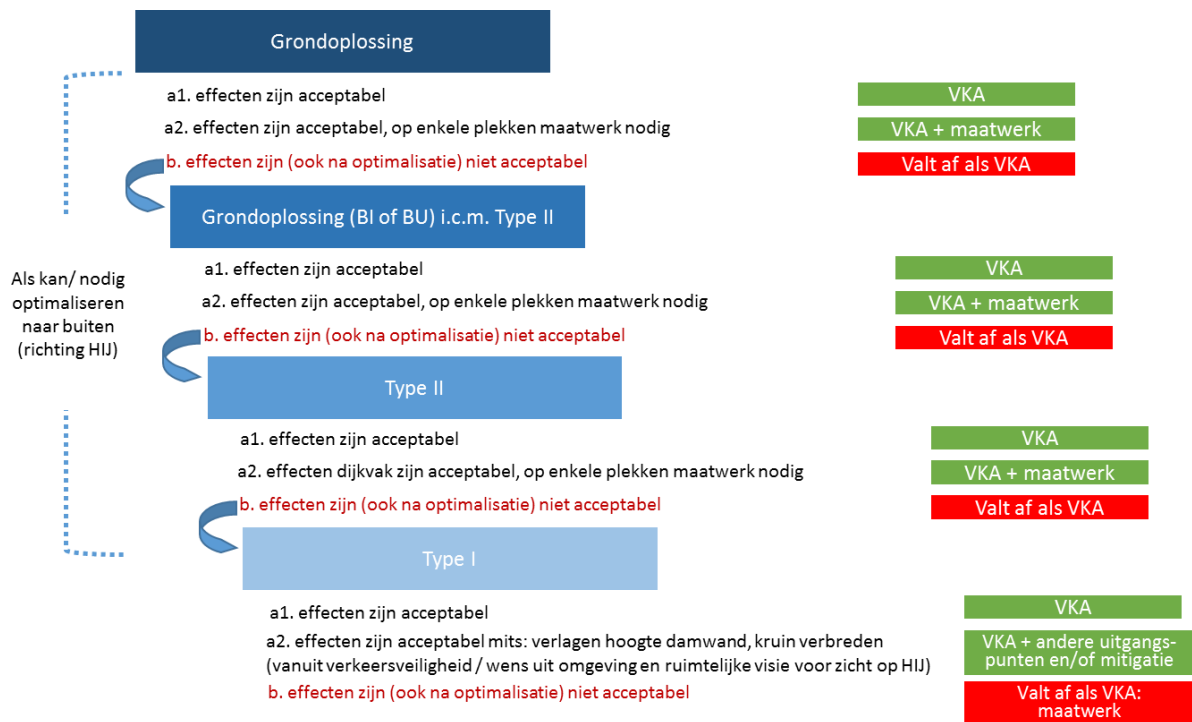 Grondoplossing
a1. effecten zijn acceptabel
VKA
a2. effecten zijn acceptabel, op enkele plekken maatwerk nodig
VKA + maatwerk
b. effecten zijn (ook na optimalisatie) niet acceptabel
Valt af als VKA
Grondoplossing (BI of BU) i.c.m. Type II
a1. effecten zijn acceptabel
VKA
a2. effecten zijn acceptabel, op enkele plekken maatwerk nodig
VKA + maatwerk
b. effecten zijn (ook na optimalisatie) niet acceptabel
Valt af als VKA
Als kan/ nodig
optimaliseren
naar buiten
(richting HIJ)
Type II
a1. effecten zijn acceptabel
VKA
a2. effecten dijkvak zijn acceptabel, op enkele plekken maatwerk nodig
VKA + maatwerk
b. effecten zijn (ook na optimalisatie) niet acceptabel
Valt af als VKA
Type I
a1. effecten zijn acceptabel
VKA
a2. effecten zijn acceptabel mits: verlagen hoogte damwand, kruin verbreden
(vanuit verkeersveiligheid / wens uit omgeving en ruimtelijke visie voor zicht op HIJ)
VKA + andere uitgangs-
punten en/of mitigatie
b. effecten zijn (ook na optimalisatie) niet acceptabel
Valt af als VKA:
maatwerk